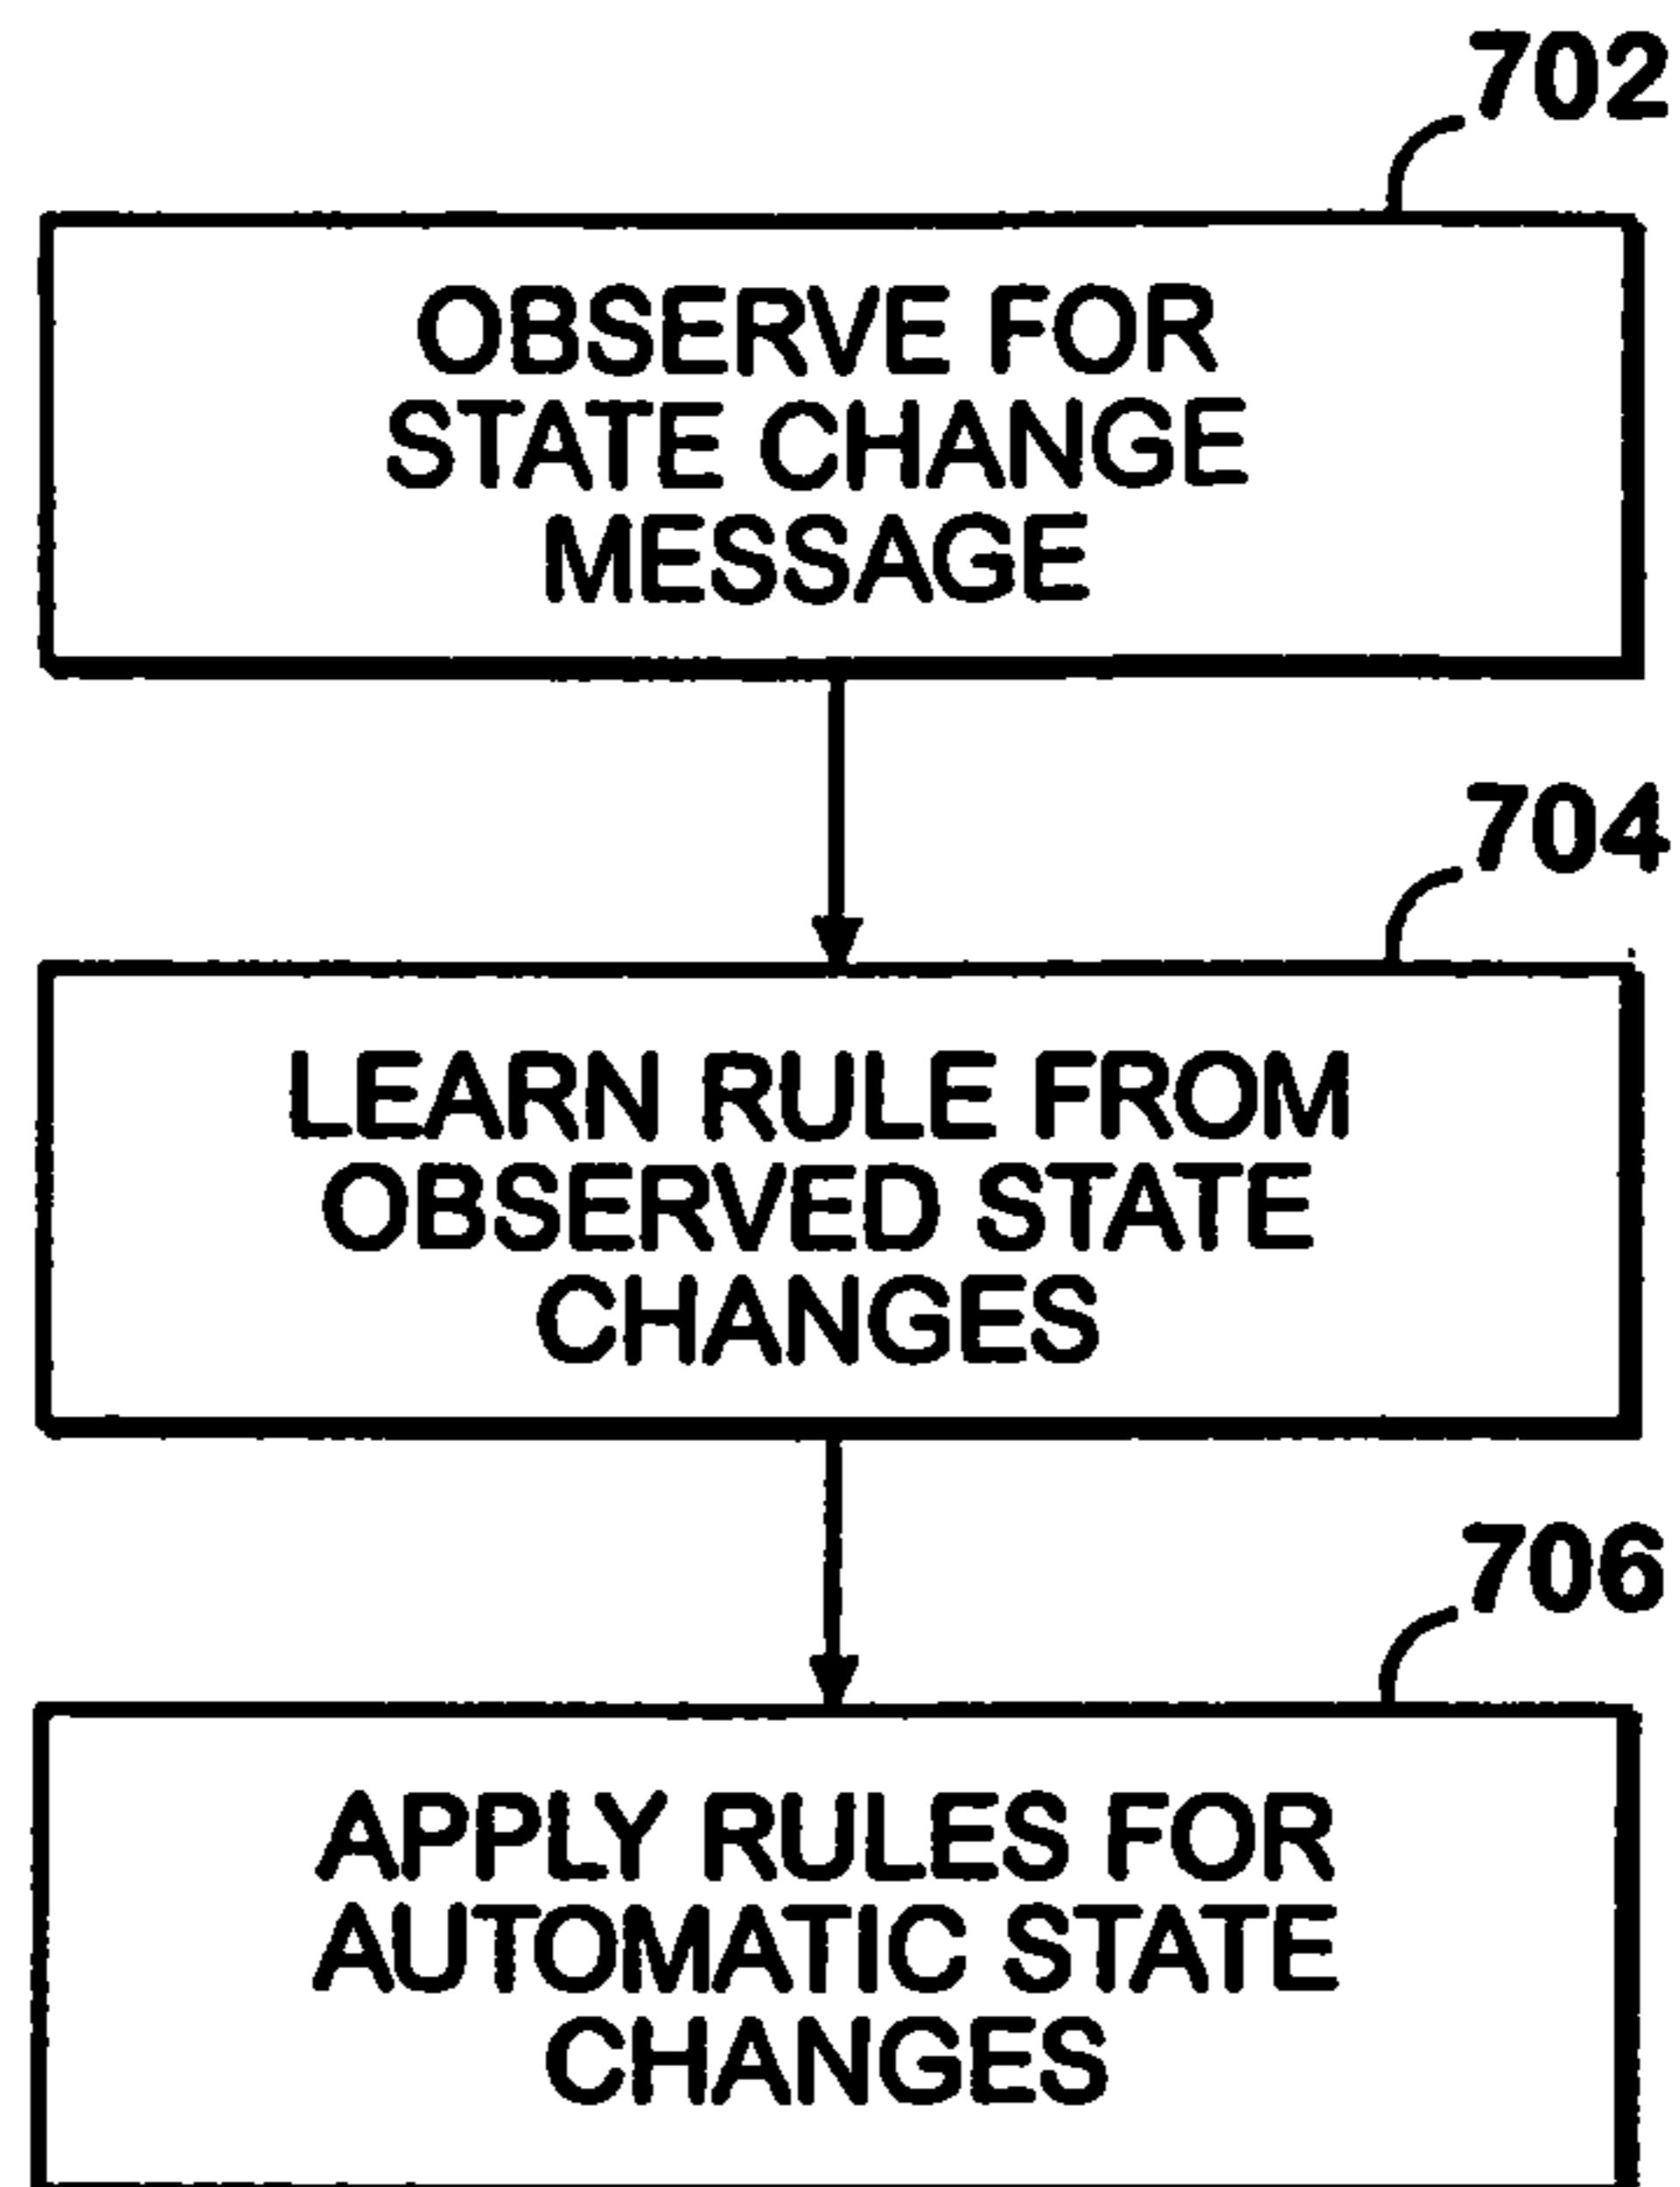 702
OBSERVE FOR
STATE CHANGE
MESSAGE
704
LEARN RULE FROM
OBSERVED STATE
CHANGES
706
APPLY RULES FOR
AUTOMATIC STATE
CHANGES